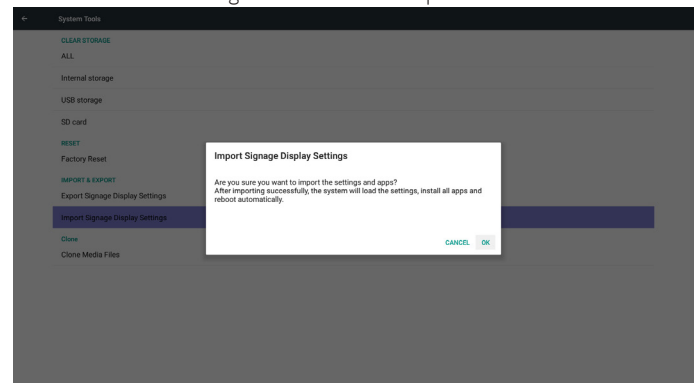 System Tools
CLEAR STORAGE
ALL
Internal storage
USB storage
SD card
RESET
Factory Reset
IMPORT & EXPORT
Export Signage Display Settings
Import Signage Display Settings
Clone
Clone Media Files
Import Signage Display Settings
Are you sure you want to import the settings and apps?
After importing successfully, the system will load the settings, install all apps and
reboot automatically.
CANCEL OK